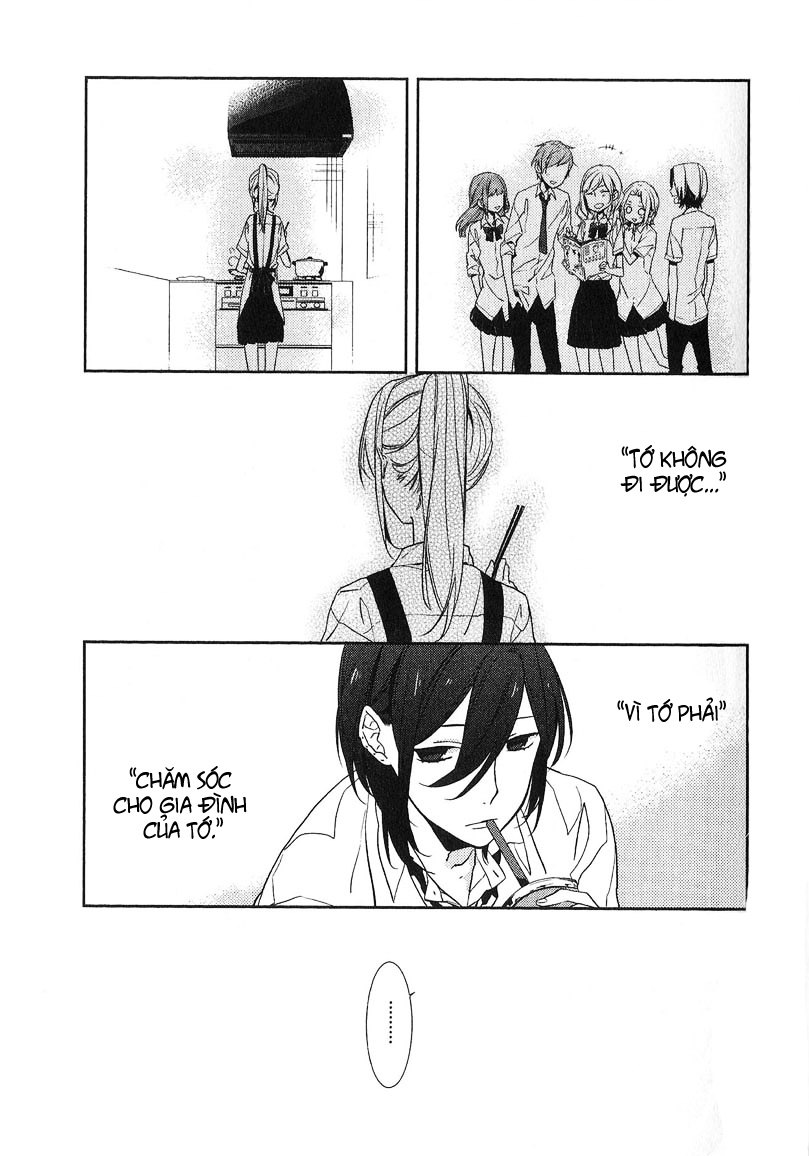 “TỚ KHÔNG
ĐI ĐƯỢC...”
“VÌ TỚ PHẢI”
“CHĂM SÓC
CHO GIA ĐÌNH
CỦA TỚ.”
.........